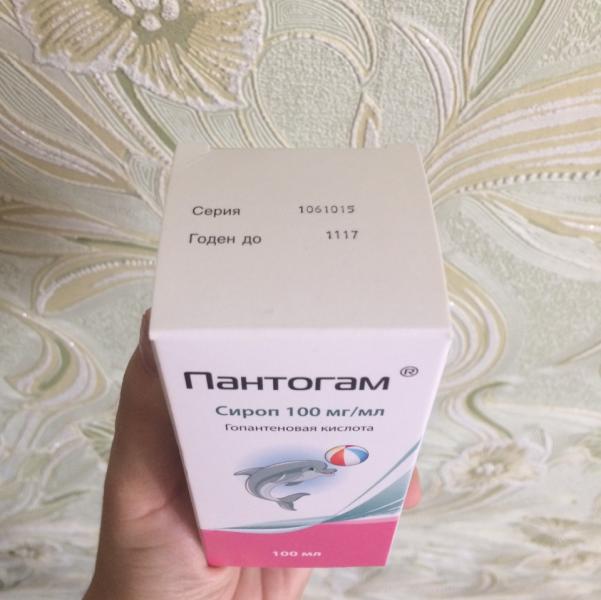 Серия 1061015
Годен до 1117
Пантогам ®
Сироп 100 мг/мл
Гопантеновая кислота
100 мл